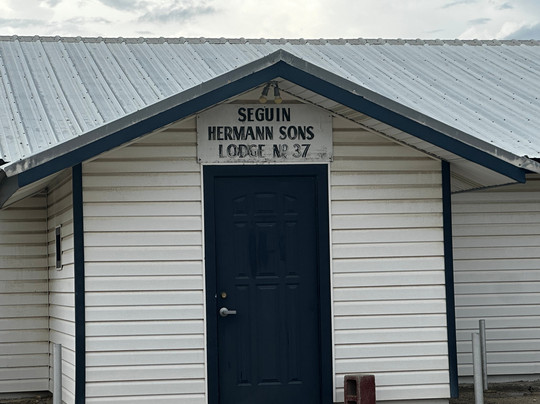 SEGUIN
HERMANN SONS
LODGE Nº 37